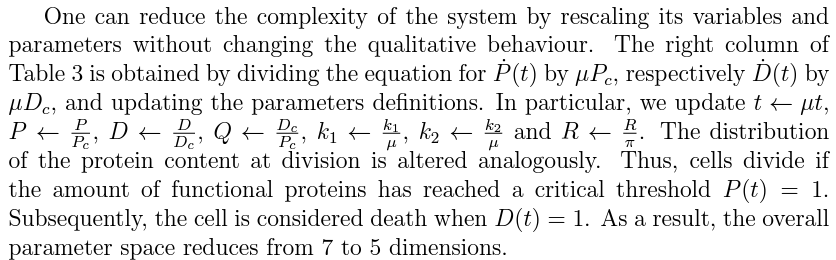 One can reduce the complexity of the system by rescaling its variables and
parameters without changing the qualitative behaviour. The right column of
Table 3 is obtained by dividing the equation for Ṗ(t) by μP_c, respectively Ḋ(t) by
μD_c, and updating the parameters definitions. In particular, we update t ← μt,
P ← P/P_c, D ← D/D_c, Q ← D_c/P_c, k_1 ← k_1/μ, k_2 ← k_2/μ and R ← R/π. The distribution
of the protein content at division is altered analogously. Thus, cells divide if
the amount of functional proteins has reached a critical threshold P(t) = 1.
Subsequently, the cell is considered death when D(t) = 1. As a result, the overall
parameter space reduces from 7 to 5 dimensions.